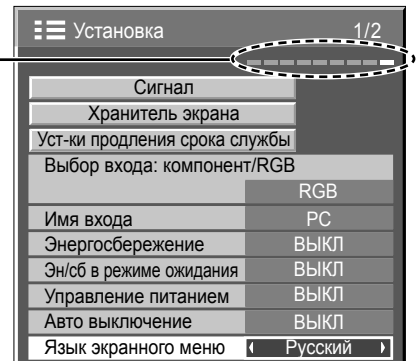 Установка 1/2
Сигнал
Хранитель экрана
Уст-ки продления срока службы
Выбор входа: компонент/RGB
RGB
Имя входа PC
Энергосбережение ВЫКЛ
Эн/сб в режиме ожидания ВЫКЛ
Управление питанием ВЫКЛ
Авто выключение ВЫКЛ
Язык экранного меню Русский